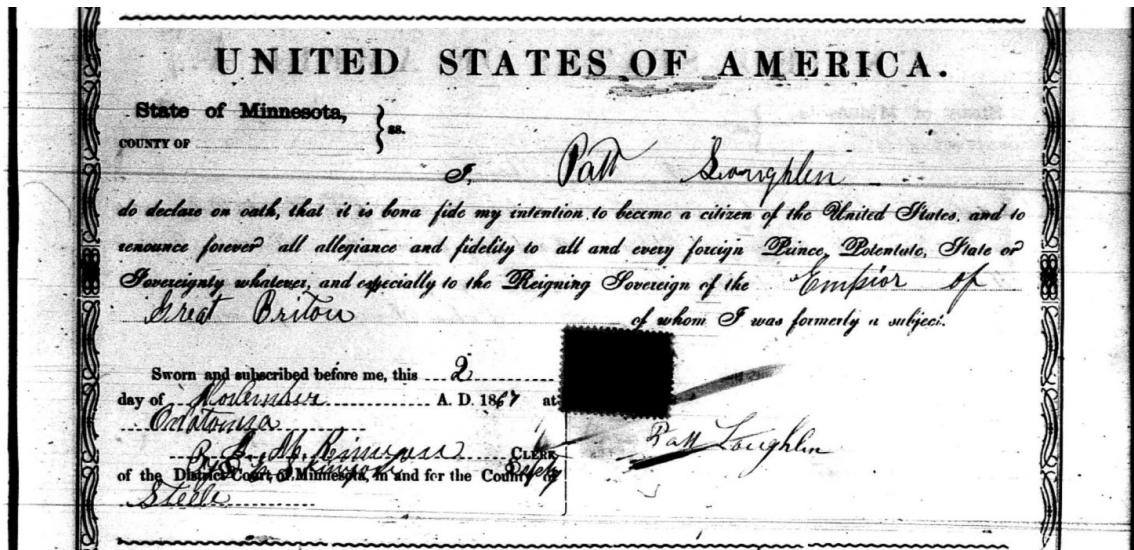 UNITED STATES OF AMERICA.
State of Minnesota,
COUNTY OF } ss.
I, Patt Loughlen
do declare on oath, that it is bona fide my intention to become a citizen of the United States, and to
renounce forever all allegiance and fidelity to all and every foreign Prince, Potentate, State or
Sovereignty whatever, and especially to the Reigning Sovereign of the Empior of
Great Briton of whom I was formerly a subject.
Sworn and subscribed before me, this 2
day of November A. D. 1867 at
Owatonna
CLERK
Deputy
of the District Court of Minnesota, in and for the County of
Steele
Patt Loughlin